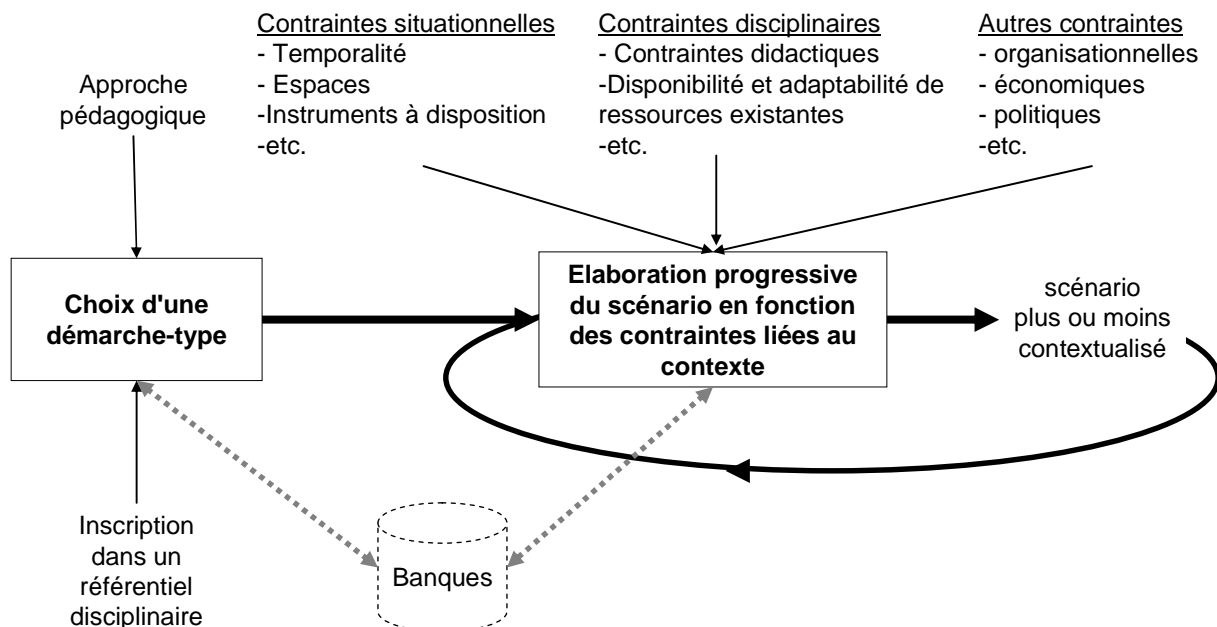 Contraintes situationnelles
- Temporalité
- Espaces
-Instruments à disposition
-etc.
Contraintes disciplinaires
- Contraintes didactiques
-Disponibilité et adaptabilité de
ressources existantes
-etc.
Autres contraintes
- organisationnelles
- économiques
- politiques
-etc.
Approche
pédagogique
Choix d'une
démarche-type
Elaboration progressive
du scénario en fonction
des contraintes liées au
contexte
scénario
plus ou moins
contextualisé
Inscription
dans un
référentiel
disciplinaire
Banques